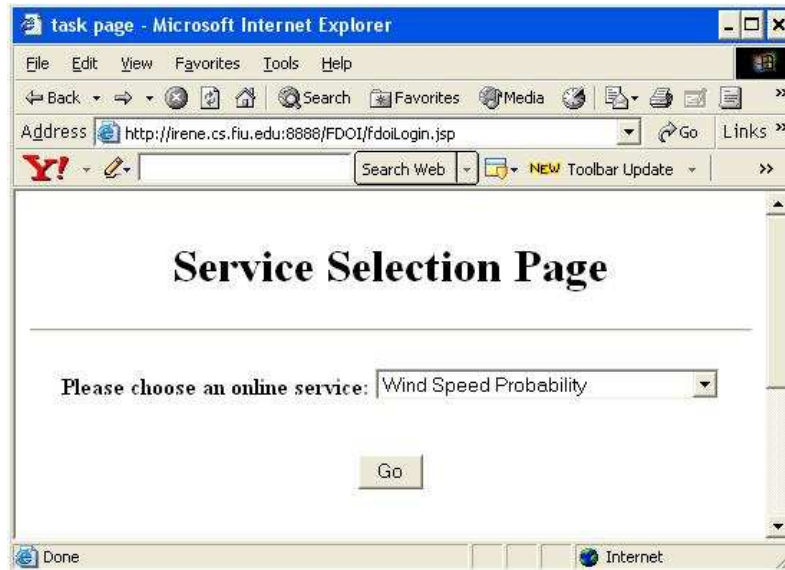 task page - Microsoft Internet Explorer
File Edit View Favorites Tools Help
Back Search Favorites Media »
Address http://irene.cs.fiu.edu:8888/FDOI/fdoiLogin.jsp Go Links »
Y! Search Web NEW Toolbar Update »
Service Selection Page
Please choose an online service: Wind Speed Probability
Go
Done Internet